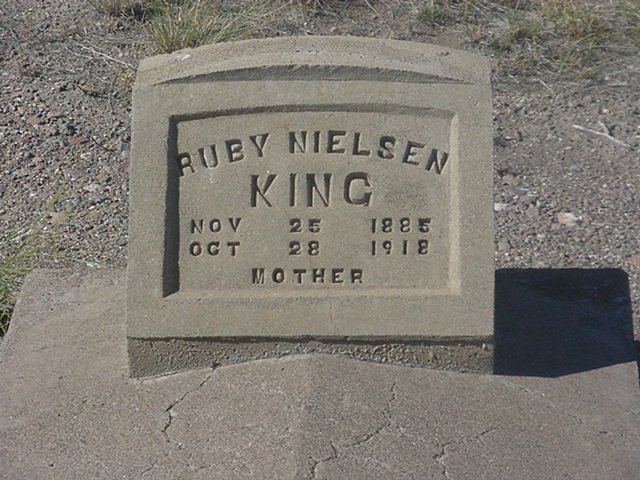 RUBY NIELSEN
KING
NOV 25 1885
OCT 28 1918
MOTHER